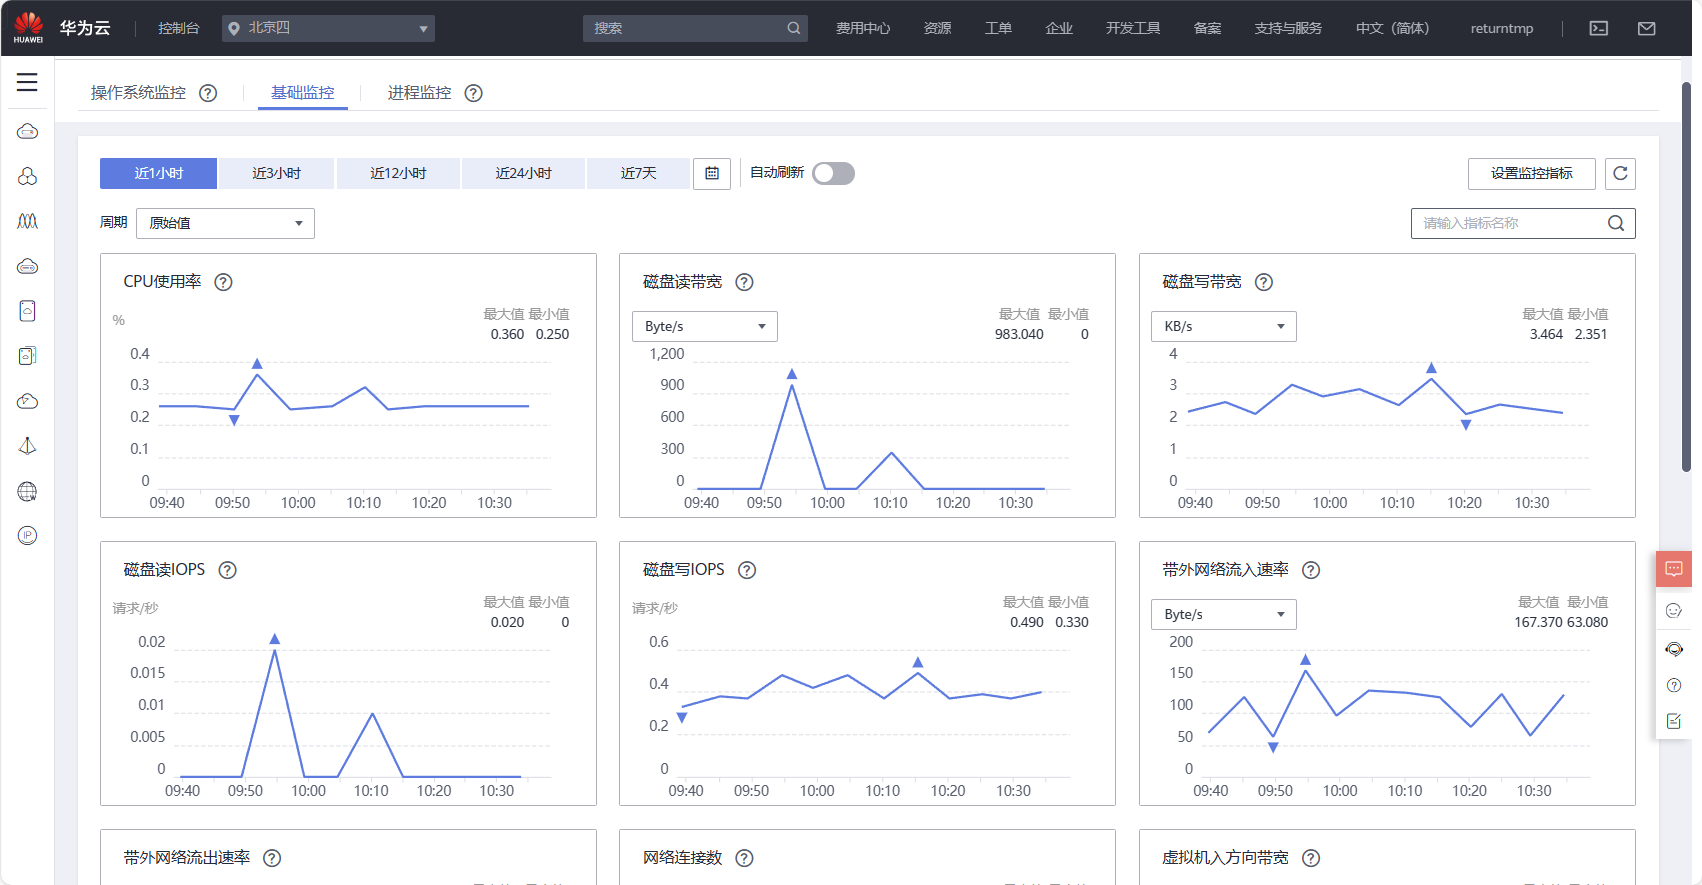 HUAWEI
华为云 控制台 北京四 搜索 费用中心 资源 工单 企业 开发工具 备案 支持与服务 中文（简体） returntmp
操作系统监控 ? 基础监控 进程监控 ?
近1小时 近3小时 近12小时 近24小时 近7天 自动刷新 设置监控指标
周期 原始值 请输入指标名称
CPU使用率 ?
最大值 最小值
%
0.360 0.250
0.4
0.3
0.2
0.1
0
09:40 09:50 10:00 10:10 10:20 10:30
磁盘读带宽 ?
最大值 最小值
Byte/s
983.040 0
1,200
900
600
300
0
09:40 09:50 10:00 10:10 10:20 10:30
磁盘写带宽 ?
最大值 最小值
KB/s
3.464 2.351
4
3
2
1
0
09:40 09:50 10:00 10:10 10:20 10:30
磁盘读IOPS ?
最大值 最小值
请求/秒
0.020 0
0.02
0.015
0.01
0.005
0
09:40 09:50 10:00 10:10 10:20 10:30
磁盘写IOPS ?
最大值 最小值
请求/秒
0.490 0.330
0.6
0.4
0.2
0
09:40 09:50 10:00 10:10 10:20 10:30
带外网络流入速率 ?
最大值 最小值
Byte/s
167.370 63.080
200
150
100
50
0
09:40 09:50 10:00 10:10 10:20 10:30
带外网络流出速率 ?
网络连接数 ?
虚拟机入方向带宽 ?
IP